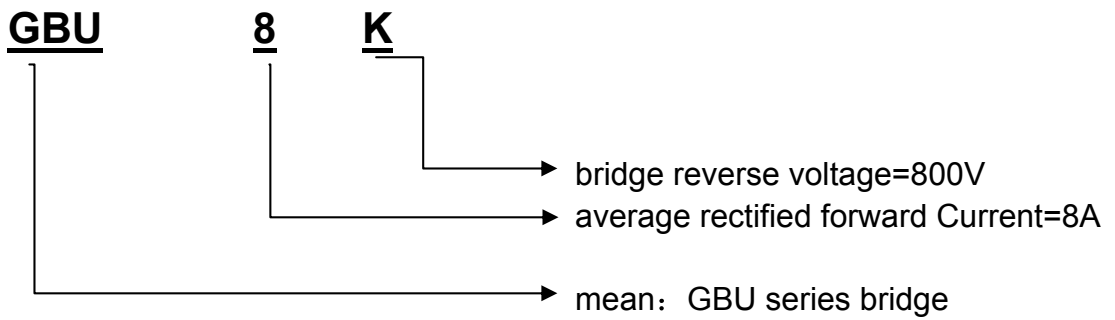 GBU 8 K
bridge reverse voltage=800V
average rectified forward Current=8A
mean：GBU series bridge